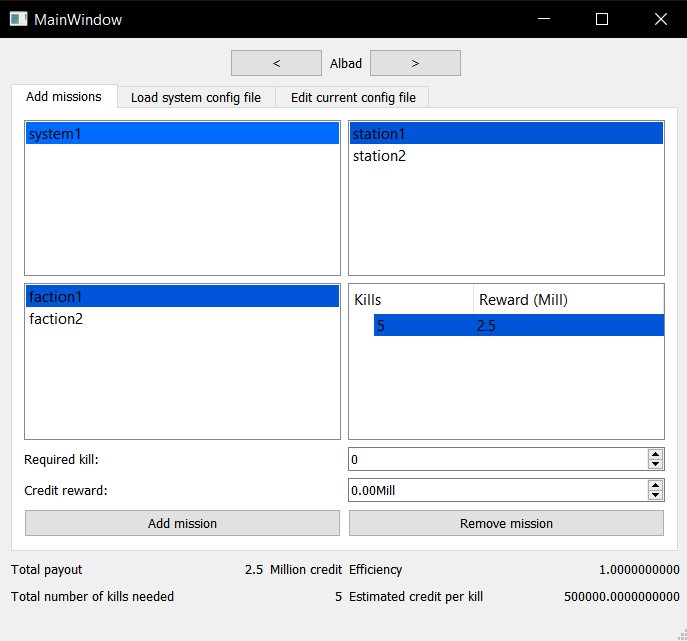 MainWindow
< Albad >
Add missions Load system config file Edit current config file
system1
station1
station2
faction1
faction2
Kills Reward (Mill)
5 2.5
Required kill: 0
Credit reward: 0.00Mill
Add mission Remove mission
Total payout 2.5 Million credit Efficiency 1.0000000000
Total number of kills needed 5 Estimated credit per kill 500000.0000000000